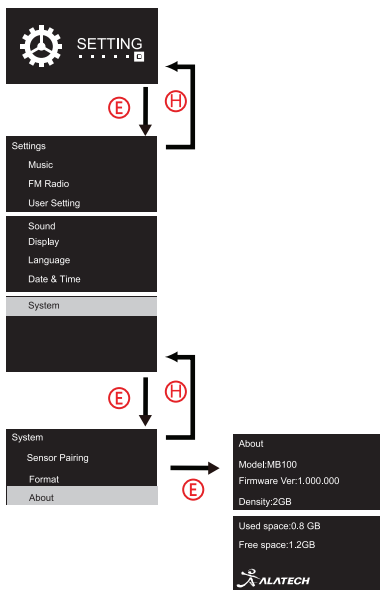 SETTING
E
H
Settings
Music
FM Radio
User Setting
Sound
Display
Language
Date & Time
System
E
H
System
Sensor Pairing
Format
About
E
About
Model:MB100
Firmware Ver:1.000.000
Density:2GB
Used space:0.8 GB
Free space:1.2GB
ALATECH